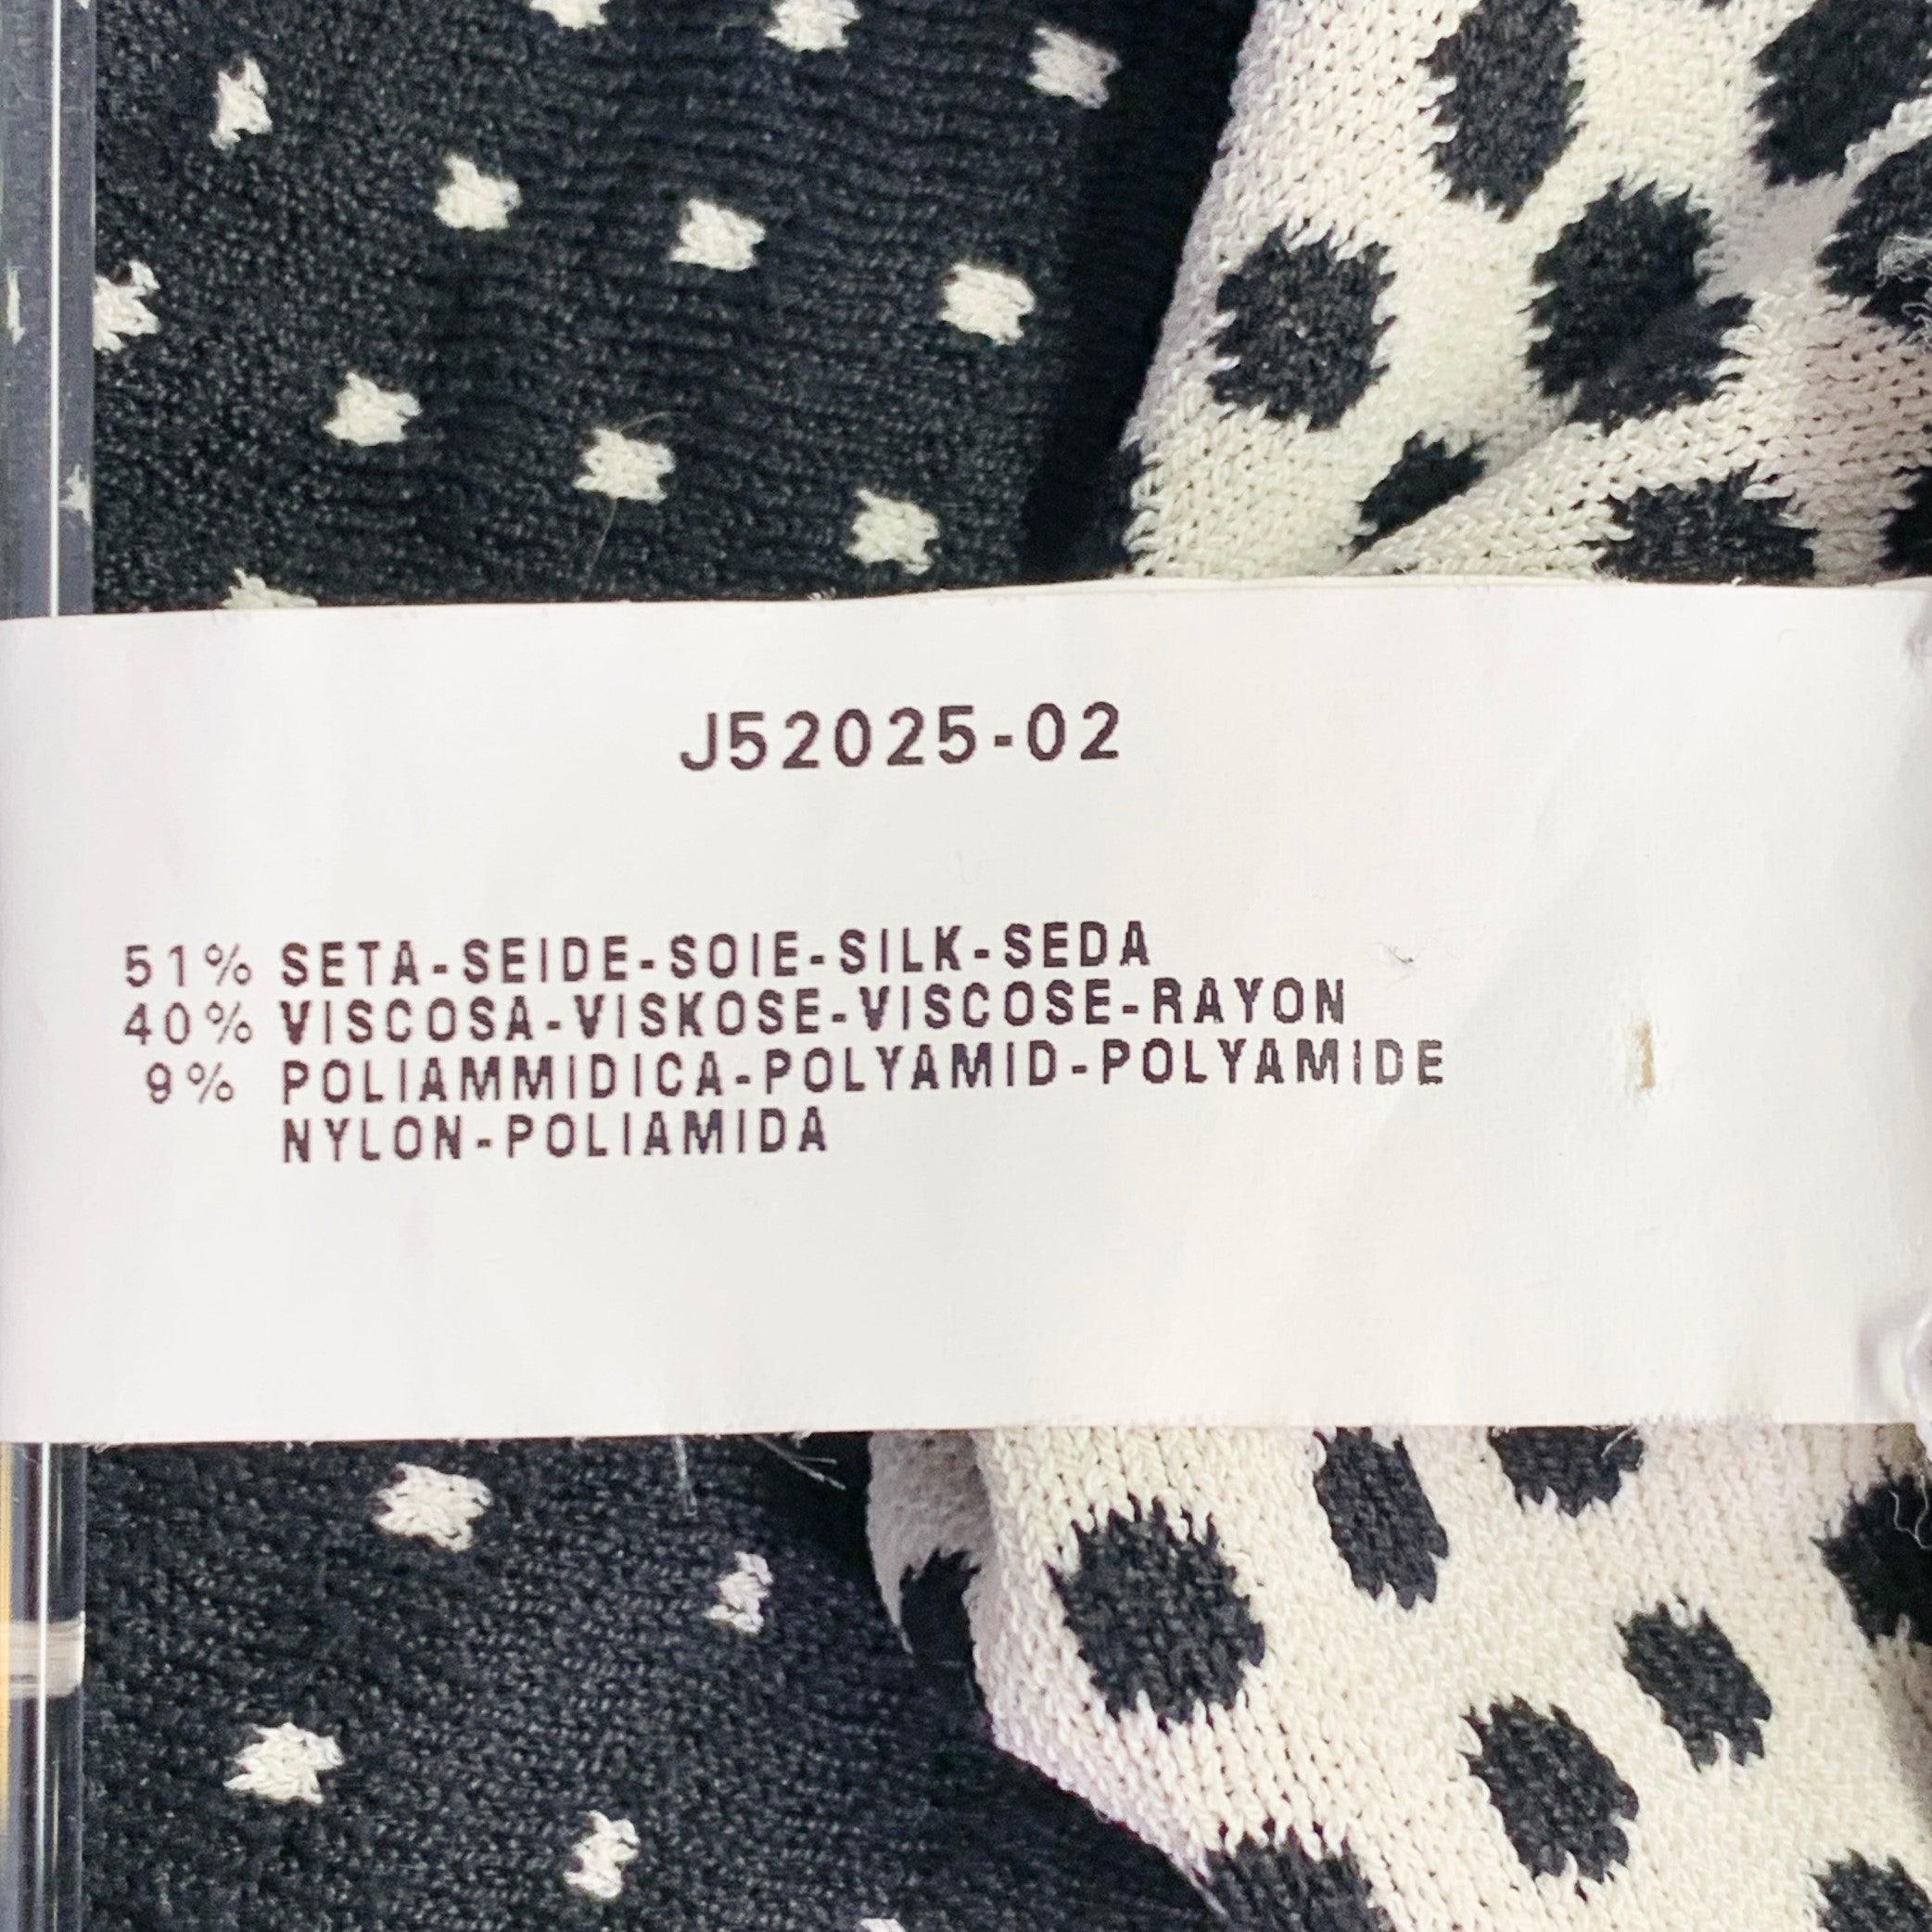 J52025-02
51% SETA-SEIDE-SOIE-SILK-SEDA
40% VISCOSA-VISKOSE-VISCOSE-RAYON
9% POLIAMMIDICA-POLYAMID-POLYAMIDE
NYLON-POLIAMIDA